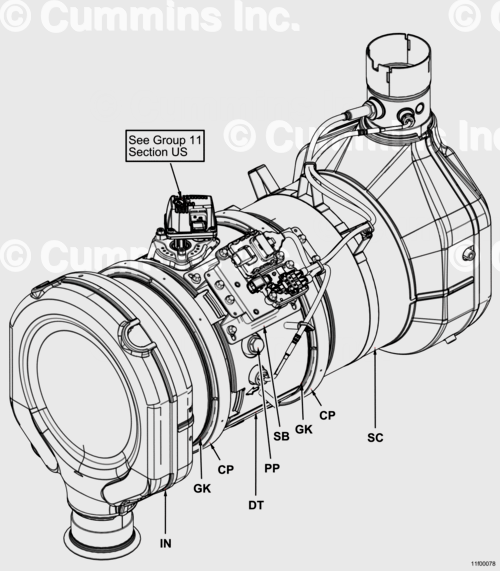 © Cummins Inc.
©
© Cummins Inc.
See Group 11
Section US
© Cummins Inc.
©
GK
CP
SC
SB
GK
CP
PP
DT
IN
11f00078